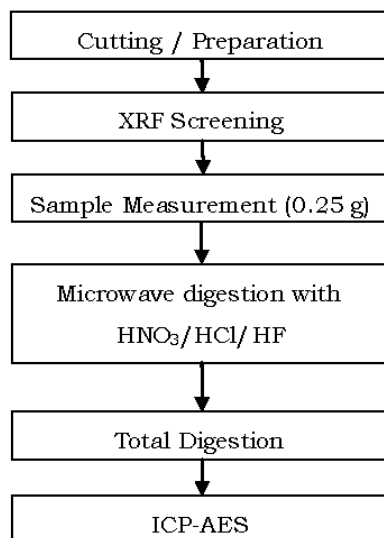 Cutting / Preparation
XRF Screening
Sample Measurement (0.25 g)
Microwave digestion with
HNO₃/HCl/HF
Total Digestion
ICP-AES